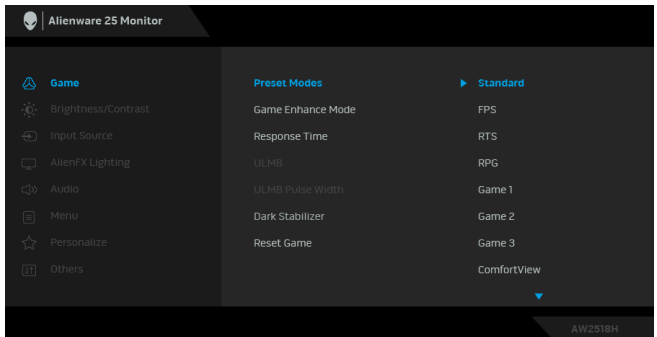 Alienware 25 Monitor
Game Preset Modes Standard
Brightness/Contrast Game Enhance Mode FPS
Input Source Response Time RTS
AlienFX Lighting ULMB RPG
Audio ULMB Pulse Width Game 1
Menu Dark Stabilizer Game 2
Personalize Reset Game Game 3
Others ComfortView
AW2518H